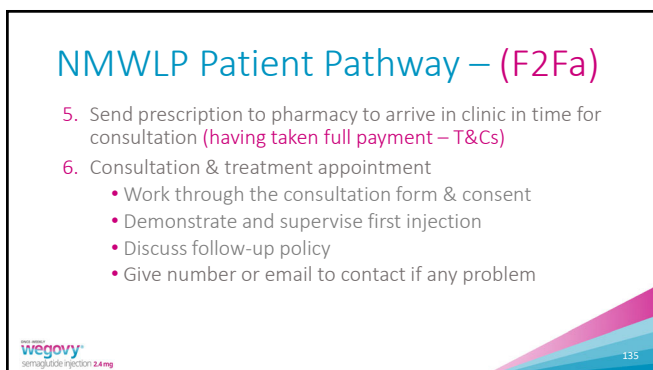 NMWLP Patient Pathway – (F2Fa)
5. Send prescription to pharmacy to arrive in clinic in time for
consultation (having taken full payment – T&Cs)
6. Consultation & treatment appointment
• Work through the consultation form & consent
• Demonstrate and supervise first injection
• Discuss follow-up policy
• Give number or email to contact if any problem
wegovy®
semaglutide injection 2.4 mg
135